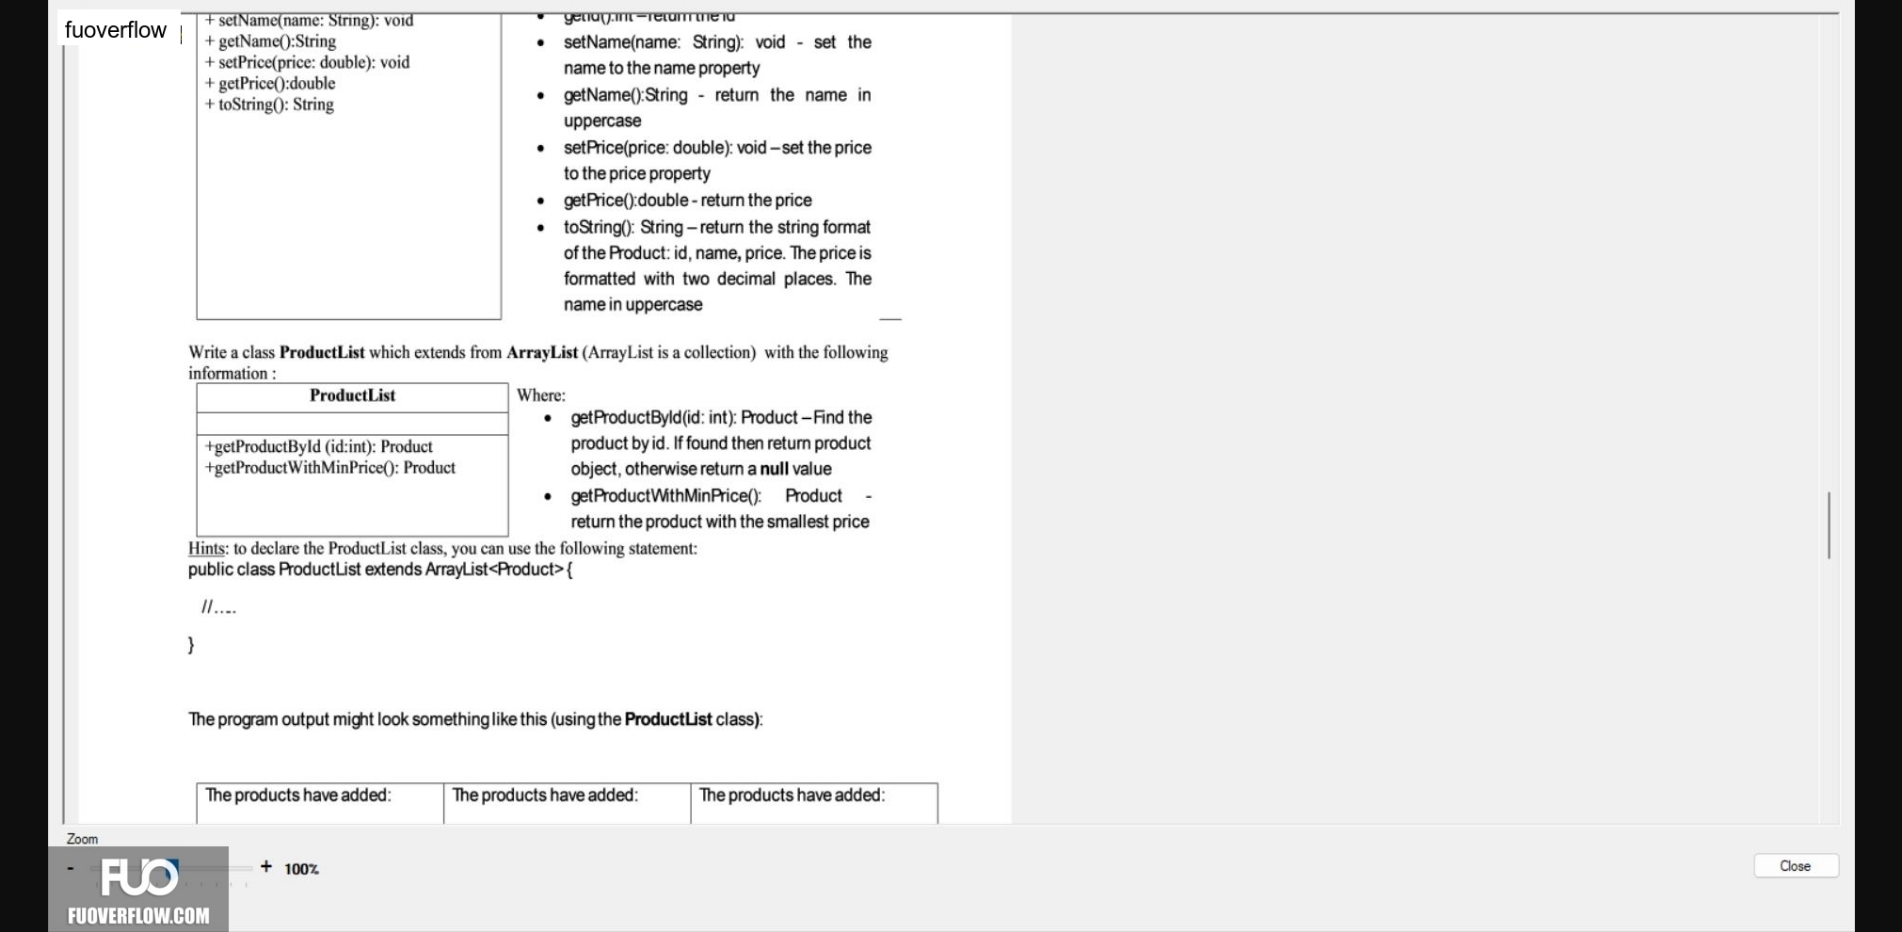 fuoverflow
+ setName(name: String): void
+ getName():String
+ setPrice(price: double): void
+ getPrice():double
+ toString(): String
• getId():int – return the id
• setName(name: String): void - set the
name to the name property
• getName():String - return the name in
uppercase
• setPrice(price: double): void – set the price
to the price property
• getPrice():double - return the price
• toString(): String – return the string format
of the Product: id, name, price. The price is
formatted with two decimal places. The
name in uppercase
Write a class ProductList which extends from ArrayList (ArrayList is a collection) with the following
information :
ProductList
+getProductById (id:int): Product
+getProductWithMinPrice(): Product
Where:
• getProductById(id: int): Product – Find the
product by id. If found then return product
object, otherwise return a null value
• getProductWithMinPrice(): Product -
return the product with the smallest price
Hints: to declare the ProductList class, you can use the following statement:
public class ProductList extends ArrayList<Product> {
//.....
}
The program output might look something like this (using the ProductList class):
The products have added: The products have added: The products have added:
Zoom
- + 100%
Close
FUO
FUOVERFLOW.COM